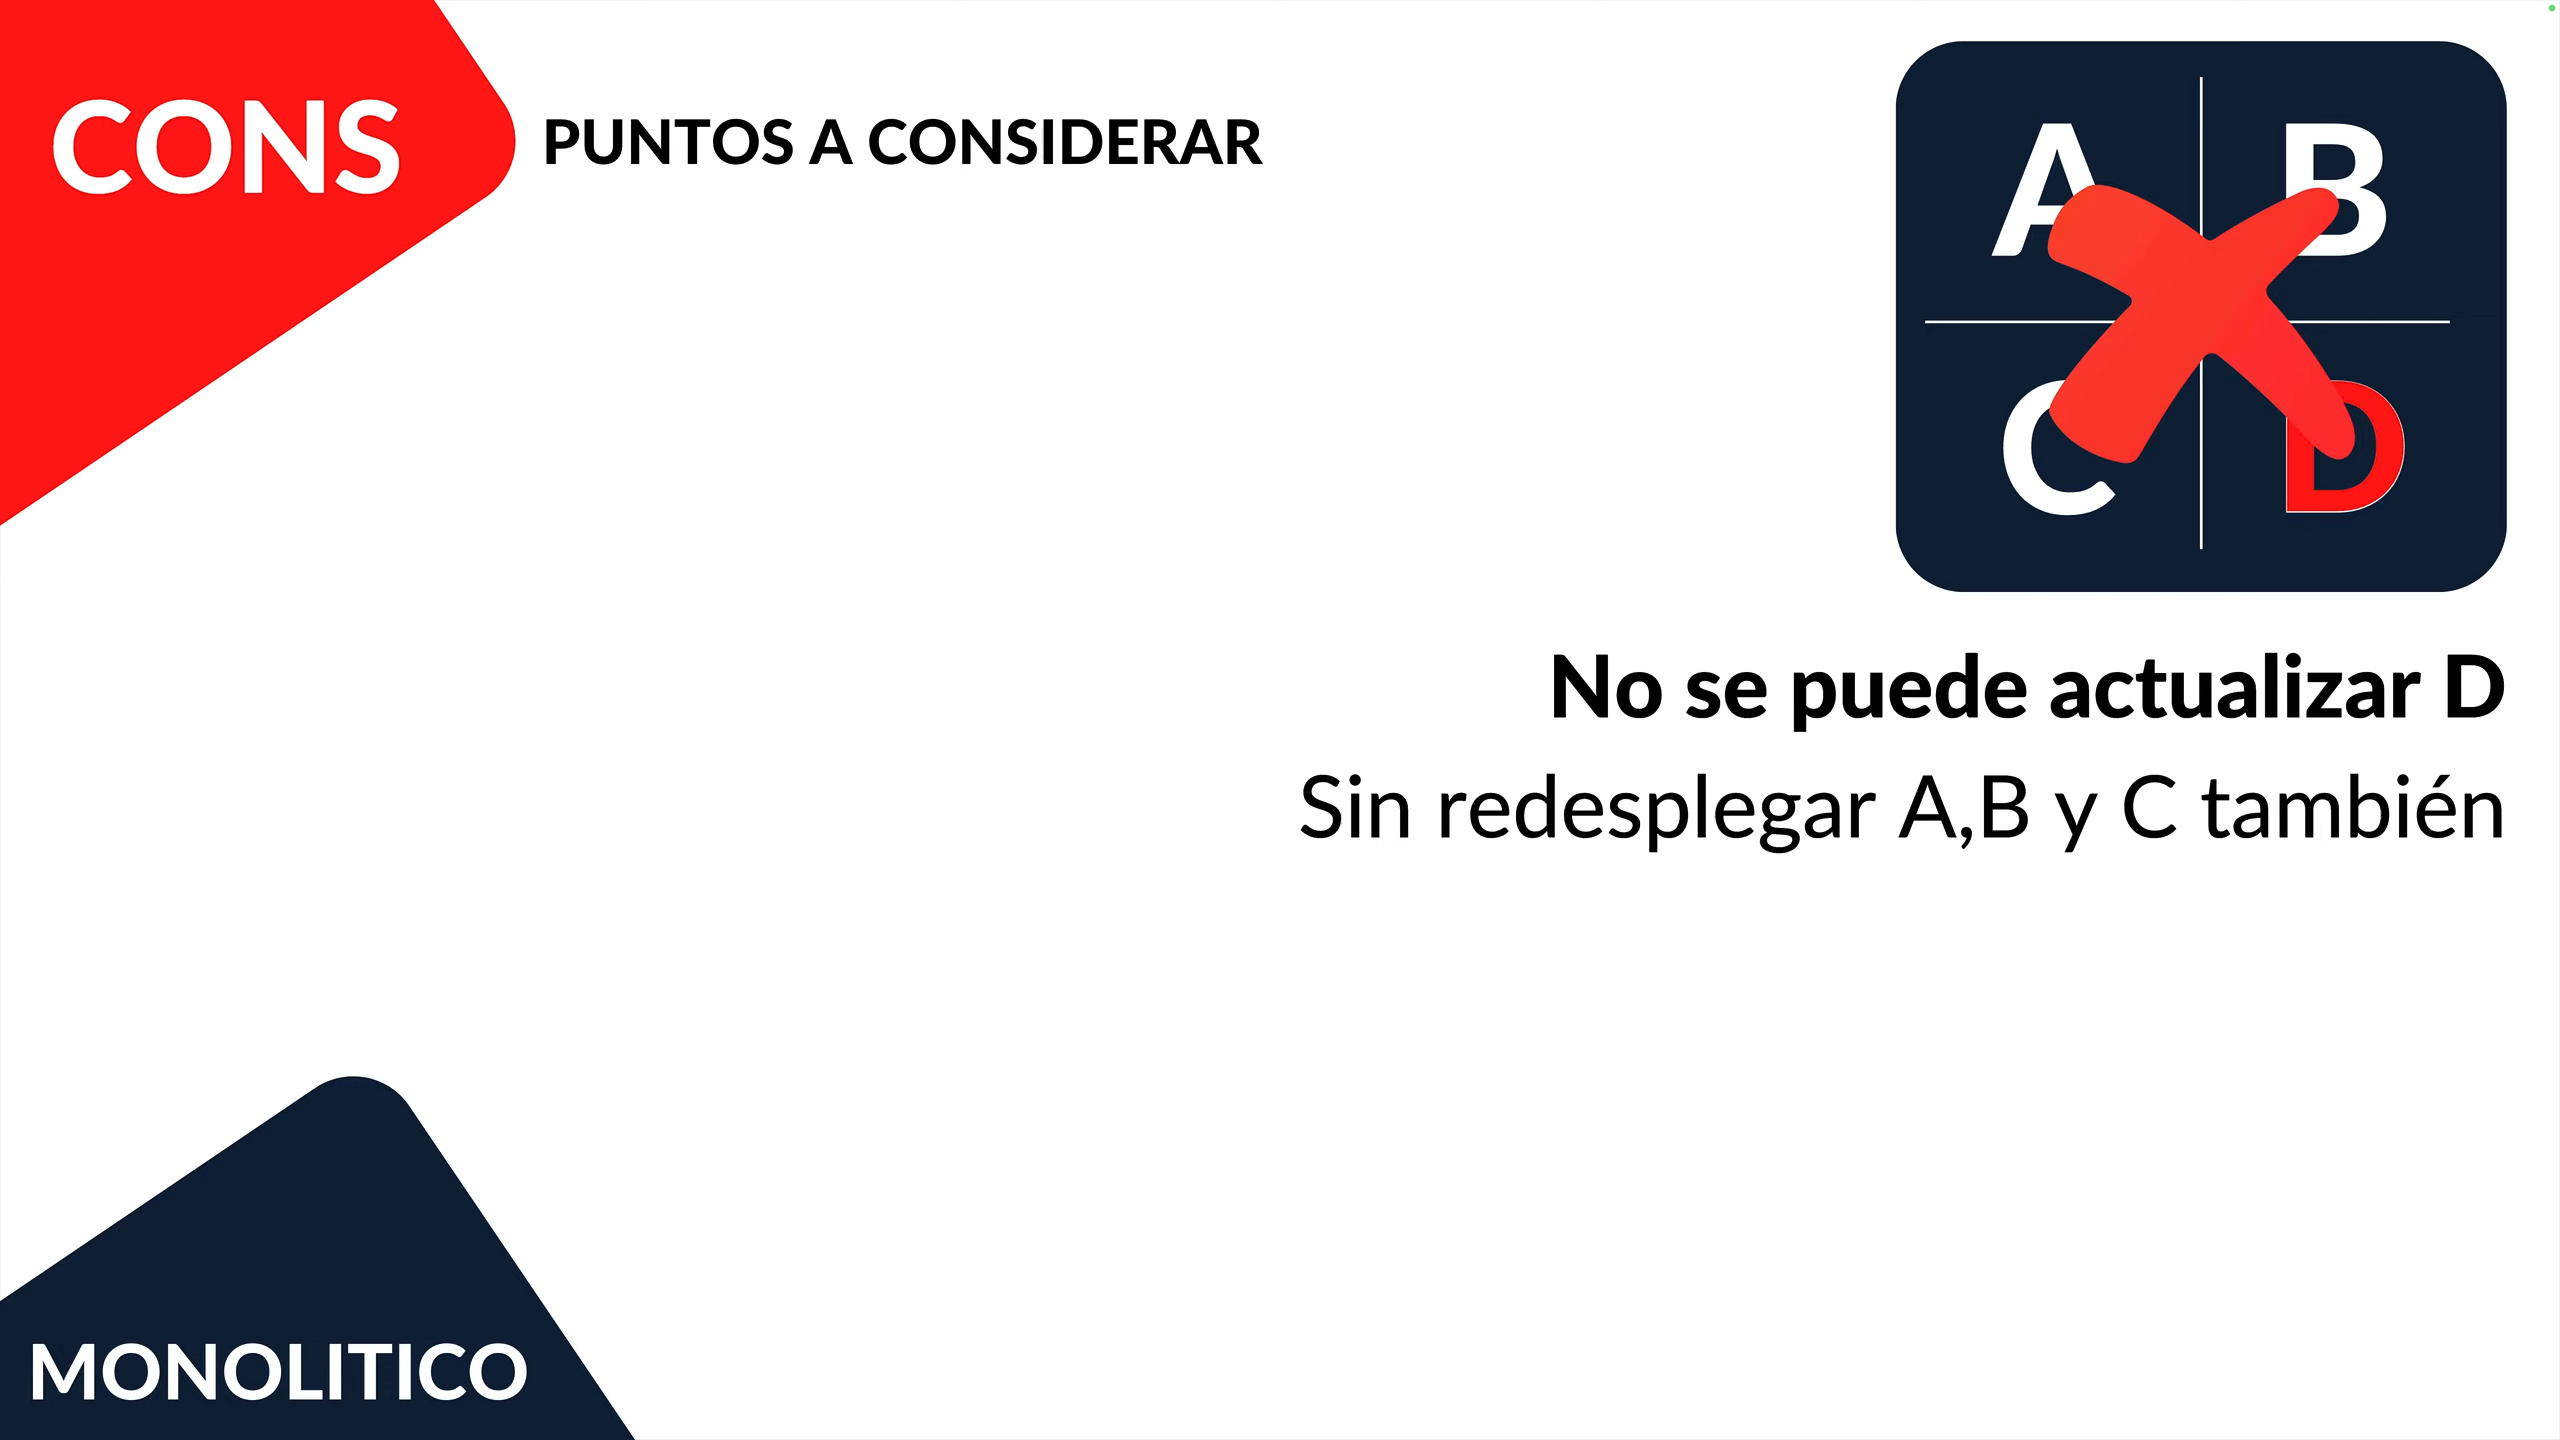 CONS
PUNTOS A CONSIDERAR
A B
C D
No se puede actualizar D
Sin redesplegar A,B y C también
MONOLITICO